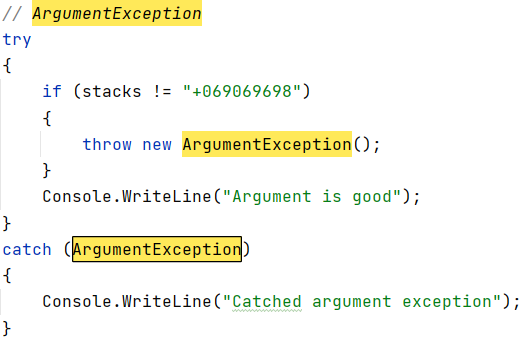 // ArgumentException
try
{
    if (stacks != "+069069698")
    {
        throw new ArgumentException();
    }
    Console.WriteLine("Argument is good");
}
catch (ArgumentException)
{
    Console.WriteLine("Catched argument exception");
}